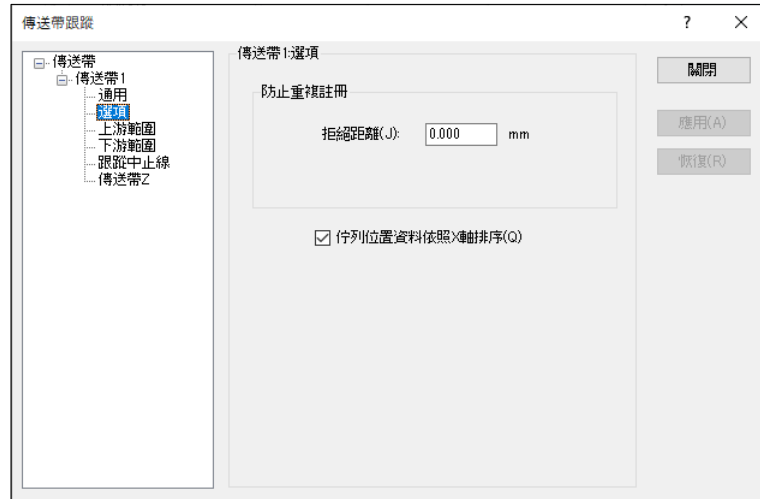 傳送帶跟蹤
?
傳送帶
傳送帶1
通用
選項
上游範圍
下游範圍
跟蹤中止線
傳送帶Z
傳送帶1:選項
防止重複註冊
拒絕距離(J): 0.000 mm
佇列位置資料依照X軸排序(Q)
關閉
應用(A)
恢復(R)